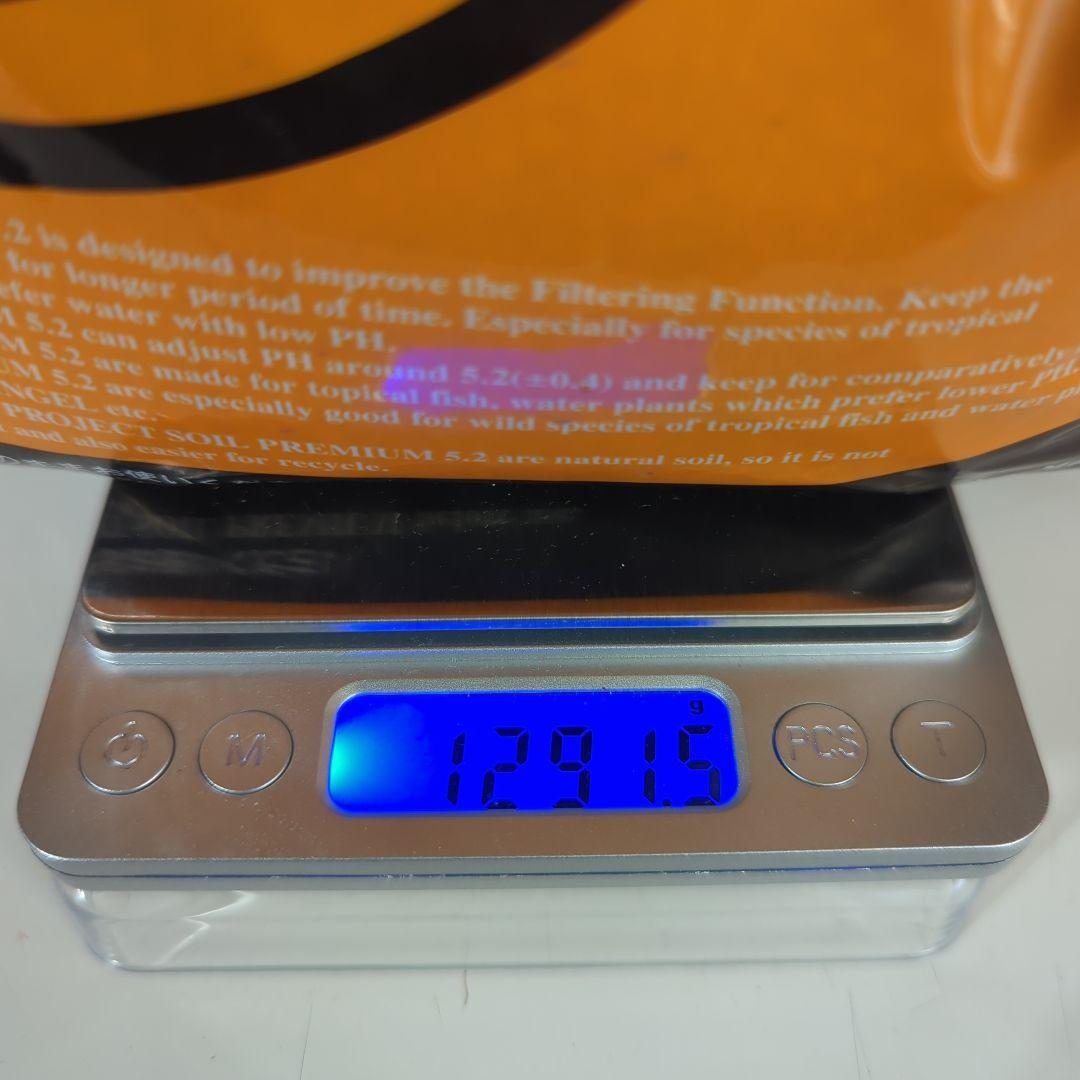 .2 is designed to improve the Filtering Function. Keep the
for longer period of time. Especially for species of tropical
efer water with low PH.
M 5.2 can adjust PH around 5.2(±0.4) and keep for comparatively
M 5.2 are made for topical fish, water plants which prefer lower PH,
UM 5.2 are especially good for wild species of tropical fish and water p
NGEL etc.
PROJECT SOIL PREMIUM 5.2 are natural soil, so it is not
and also easier for recycle.
g
1291.5
M
PCS
T